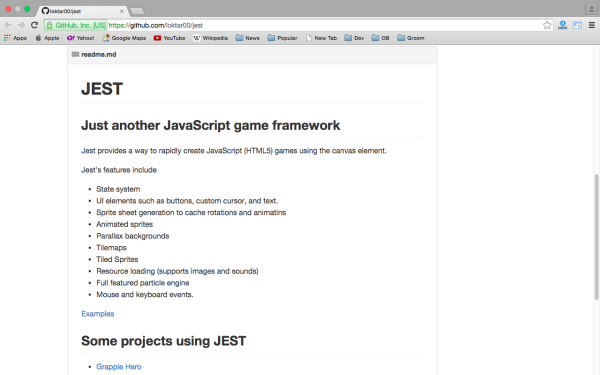 loktar00/jest
GitHub, Inc. [US] https://github.com/loktar00/jest
Apps Apple Yahoo! Google Maps YouTube Wikipedia News Popular New Tab Dev OB Groom
readme.md
JEST
Just another JavaScript game framework
Jest provides a way to rapidly create JavaScript (HTML5) games using the canvas element.
Jest's features include
• State system
• UI elements such as buttons, custom cursor, and text.
• Sprite sheet generation to cache rotations and animatins
• Animated sprites
• Parallax backgrounds
• Tilemaps
• Tiled Sprites
• Resource loading (supports images and sounds)
• Full featured particle engine
• Mouse and keyboard events.
Examples
Some projects using JEST
• Grapple Hero